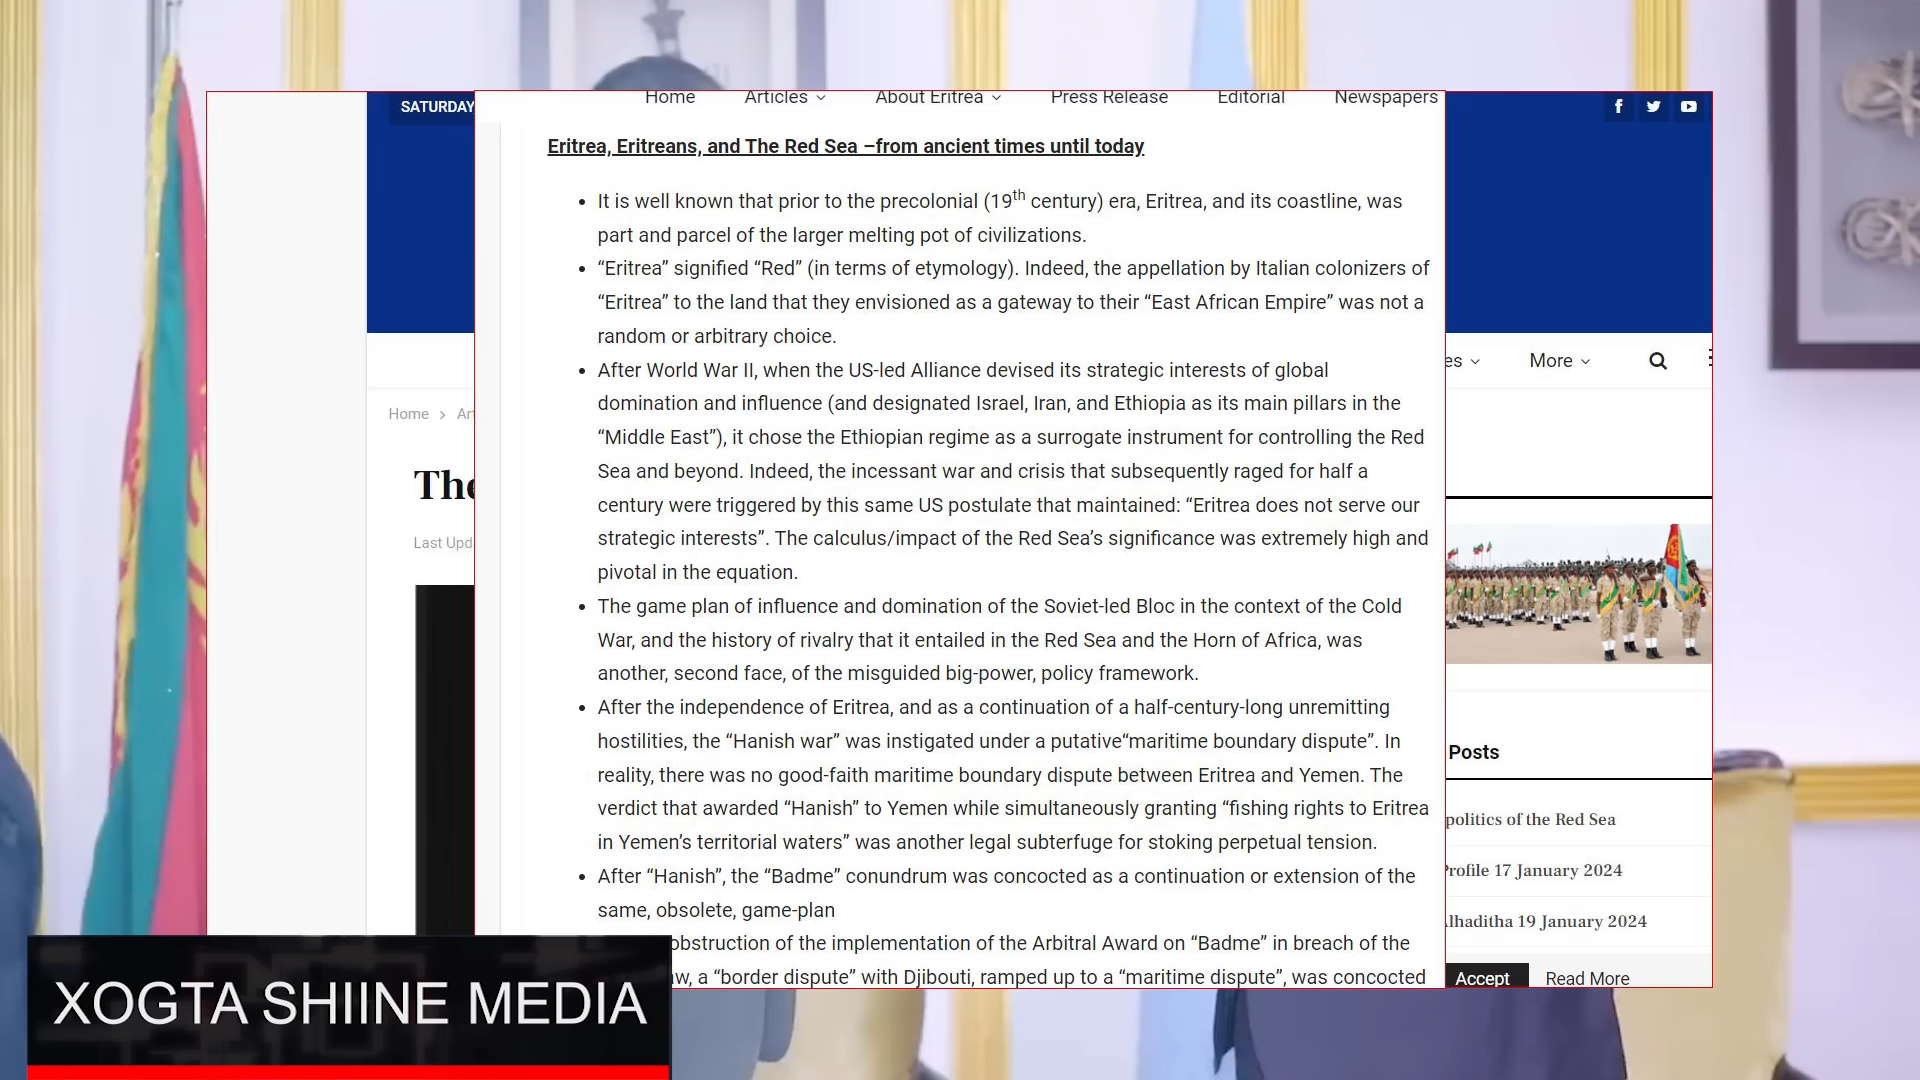 SATURDAY
Home Articles About Eritrea Press Release Editorial Newspapers
Eritrea, Eritreans, and The Red Sea –from ancient times until today
• It is well known that prior to the precolonial (19th century) era, Eritrea, and its coastline, was
part and parcel of the larger melting pot of civilizations.
• “Eritrea” signified “Red” (in terms of etymology). Indeed, the appellation by Italian colonizers of
“Eritrea” to the land that they envisioned as a gateway to their “East African Empire” was not a
random or arbitrary choice.
• After World War II, when the US-led Alliance devised its strategic interests of global
domination and influence (and designated Israel, Iran, and Ethiopia as its main pillars in the
“Middle East”), it chose the Ethiopian regime as a surrogate instrument for controlling the Red
Sea and beyond. Indeed, the incessant war and crisis that subsequently raged for half a
century were triggered by this same US postulate that maintained: “Eritrea does not serve our
strategic interests”. The calculus/impact of the Red Sea’s significance was extremely high and
pivotal in the equation.
• The game plan of influence and domination of the Soviet-led Bloc in the context of the Cold
War, and the history of rivalry that it entailed in the Red Sea and the Horn of Africa, was
another, second face, of the misguided big-power, policy framework.
• After the independence of Eritrea, and as a continuation of a half-century-long unremitting
hostilities, the “Hanish war” was instigated under a putative“maritime boundary dispute”. In
reality, there was no good-faith maritime boundary dispute between Eritrea and Yemen. The
verdict that awarded “Hanish” to Yemen while simultaneously granting “fishing rights to Eritrea
in Yemen’s territorial waters” was another legal subterfuge for stoking perpetual tension.
• After “Hanish”, the “Badme” conundrum was concocted as a continuation or extension of the
same, obsolete, game-plan
obstruction of the implementation of the Arbitral Award on “Badme” in breach of the
aw, a “border dispute” with Djibouti, ramped up to a “maritime dispute”, was concocted
Home > Art
The
Last Upd
es More
Posts
politics of the Red Sea
Profile 17 January 2024
Alhaditha 19 January 2024
Accept Read More
XOGTA SHIINE MEDIA